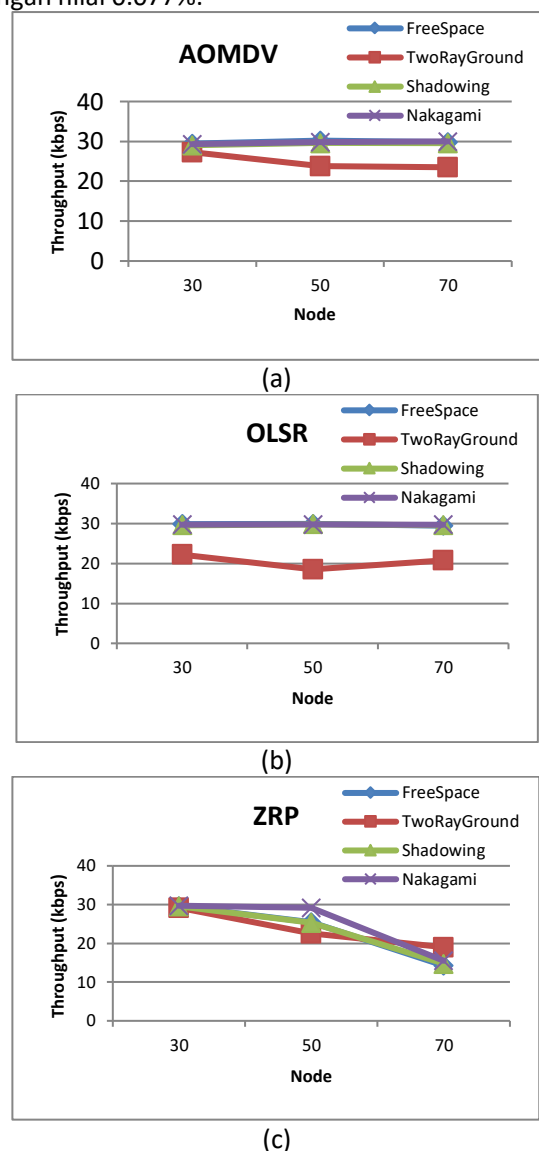 ngan nilai 0.077%.
AOMDV
FreeSpace
TwoRayGround
Shadowing
Nakagami
Throughput (kbps)
40
30
20
10
0
30 50 70
Node
(a)
OLSR
FreeSpace
TwoRayGround
Shadowing
Nakagami
Throughput (kbps)
40
30
20
10
0
30 50 70
Node
(b)
ZRP
FreeSpace
TwoRayGround
Shadowing
Nakagami
Throughput (kbps)
40
30
20
10
0
30 50 70
Node
(c)